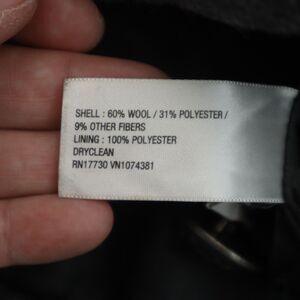 SHELL : 60% WOOL / 31% POLYESTER /
9% OTHER FIBERS
LINING : 100% POLYESTER
DRYCLEAN
RN17730 VN1074381